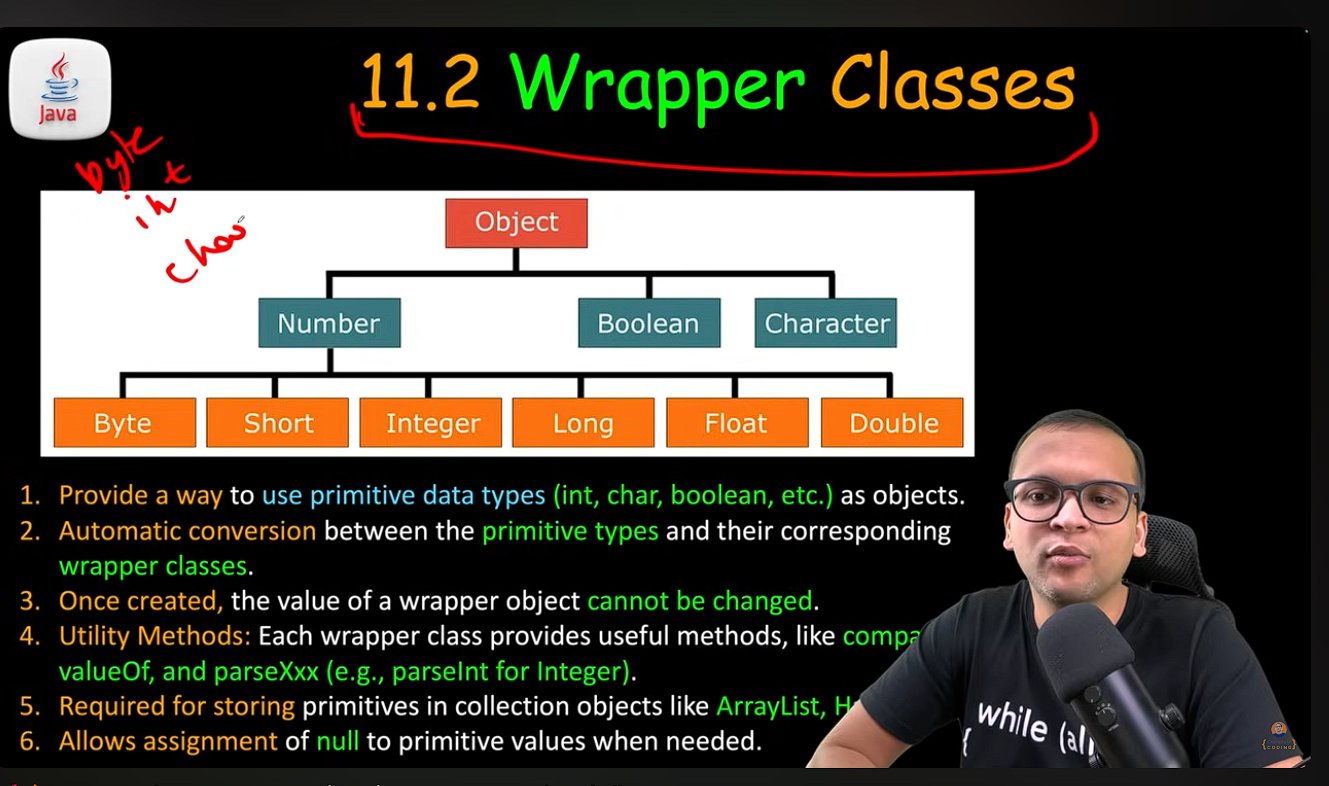 Java
11.2 Wrapper Classes
byte
int
char
Object
Number Boolean Character
Byte Short Integer Long Float Double
1. Provide a way to use primitive data types (int, char, boolean, etc.) as objects.
2. Automatic conversion between the primitive types and their corresponding
wrapper classes.
3. Once created, the value of a wrapper object cannot be changed.
4. Utility Methods: Each wrapper class provides useful methods, like compa
valueOf, and parseXxx (e.g., parseInt for Integer).
5. Required for storing primitives in collection objects like ArrayList, H
6. Allows assignment of null to primitive values when needed.
while (al
{
CODING